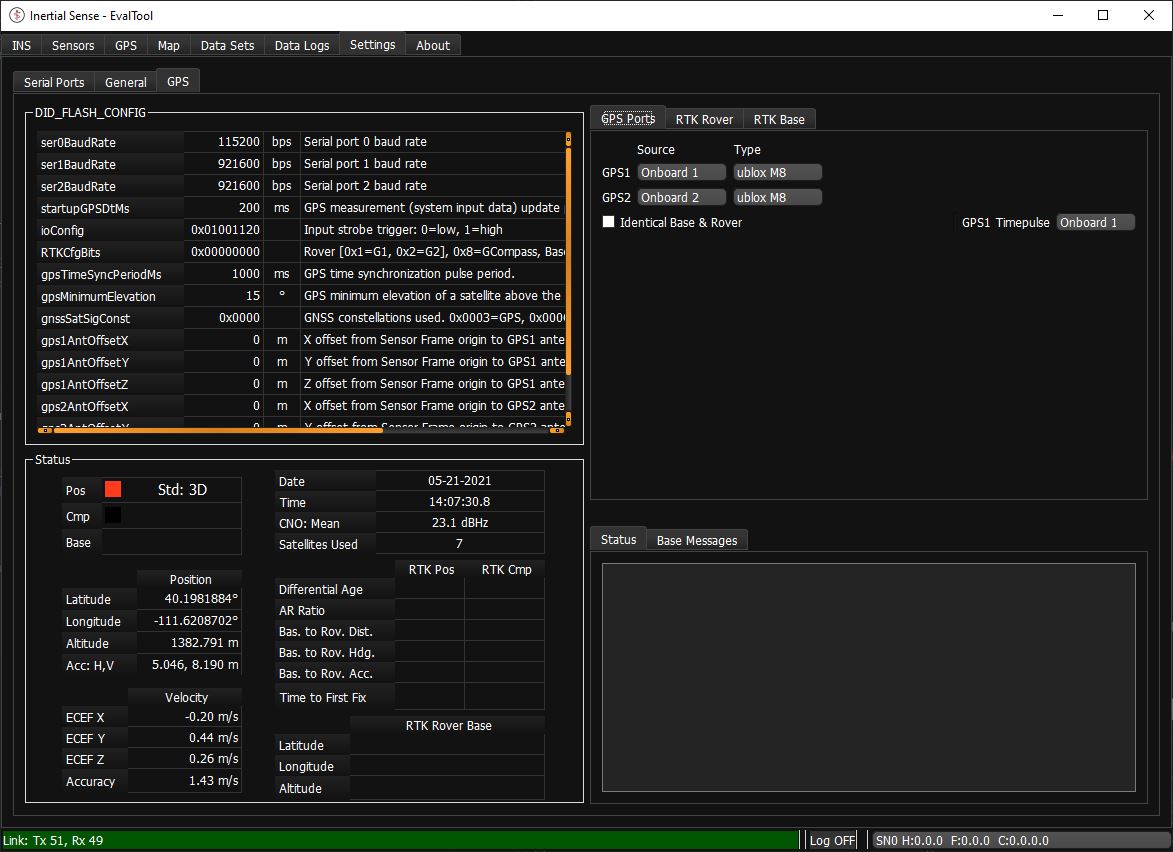 Inertial Sense - EvalTool
INS Sensors GPS Map Data Sets Data Logs Settings About
Serial Ports General GPS
DID_FLASH_CONFIG
ser0BaudRate 115200 bps Serial port 0 baud rate
ser1BaudRate 921600 bps Serial port 1 baud rate
ser2BaudRate 921600 bps Serial port 2 baud rate
startupGPSDtMs 200 ms GPS measurement (system input data) update
ioConfig 0x01001120 Input strobe trigger: 0=low, 1=high
RTKCfgBits 0x00000000 Rover [0x1=G1, 0x2=G2], 0x8=GCompass, Base
gpsTimeSyncPeriodMs 1000 ms GPS time synchronization pulse period.
gpsMinimumElevation 15 ° GPS minimum elevation of a satellite above the
gnssSatSigConst 0x0000 GNSS constellations used. 0x0003=GPS, 0x000
gps1AntOffsetX 0 m X offset from Sensor Frame origin to GPS1 ante
gps1AntOffsetY 0 m Y offset from Sensor Frame origin to GPS1 ante
gps1AntOffsetZ 0 m Z offset from Sensor Frame origin to GPS1 ante
gps2AntOffsetX 0 m X offset from Sensor Frame origin to GPS2 ante
gps2AntOffsetY 0 m Y offset from Sensor Frame origin to GPS2 ante
GPS Ports RTK Rover RTK Base
Source Type
GPS1 Onboard 1 ublox M8
GPS2 Onboard 2 ublox M8
Identical Base & Rover GPS1 Timepulse Onboard 1
Status
Pos Std: 3D
Cmp
Base
Position
Latitude 40.1981884°
Longitude -111.6208702°
Altitude 1382.791 m
Acc: H,V 5.046, 8.190 m
Velocity
ECEF X -0.20 m/s
ECEF Y 0.44 m/s
ECEF Z 0.26 m/s
Accuracy 1.43 m/s
Date 05-21-2021
Time 14:07:30.8
CNO: Mean 23.1 dBHz
Satellites Used 7
RTK Pos RTK Cmp
Differential Age
AR Ratio
Bas. to Rov. Dist.
Bas. to Rov. Hdg.
Bas. to Rov. Acc.
Time to First Fix
RTK Rover Base
Latitude
Longitude
Altitude
Status Base Messages
Link: Tx 51, Rx 49 Log OFF SN0 H:0.0.0 F:0.0.0 C:0.0.0.0